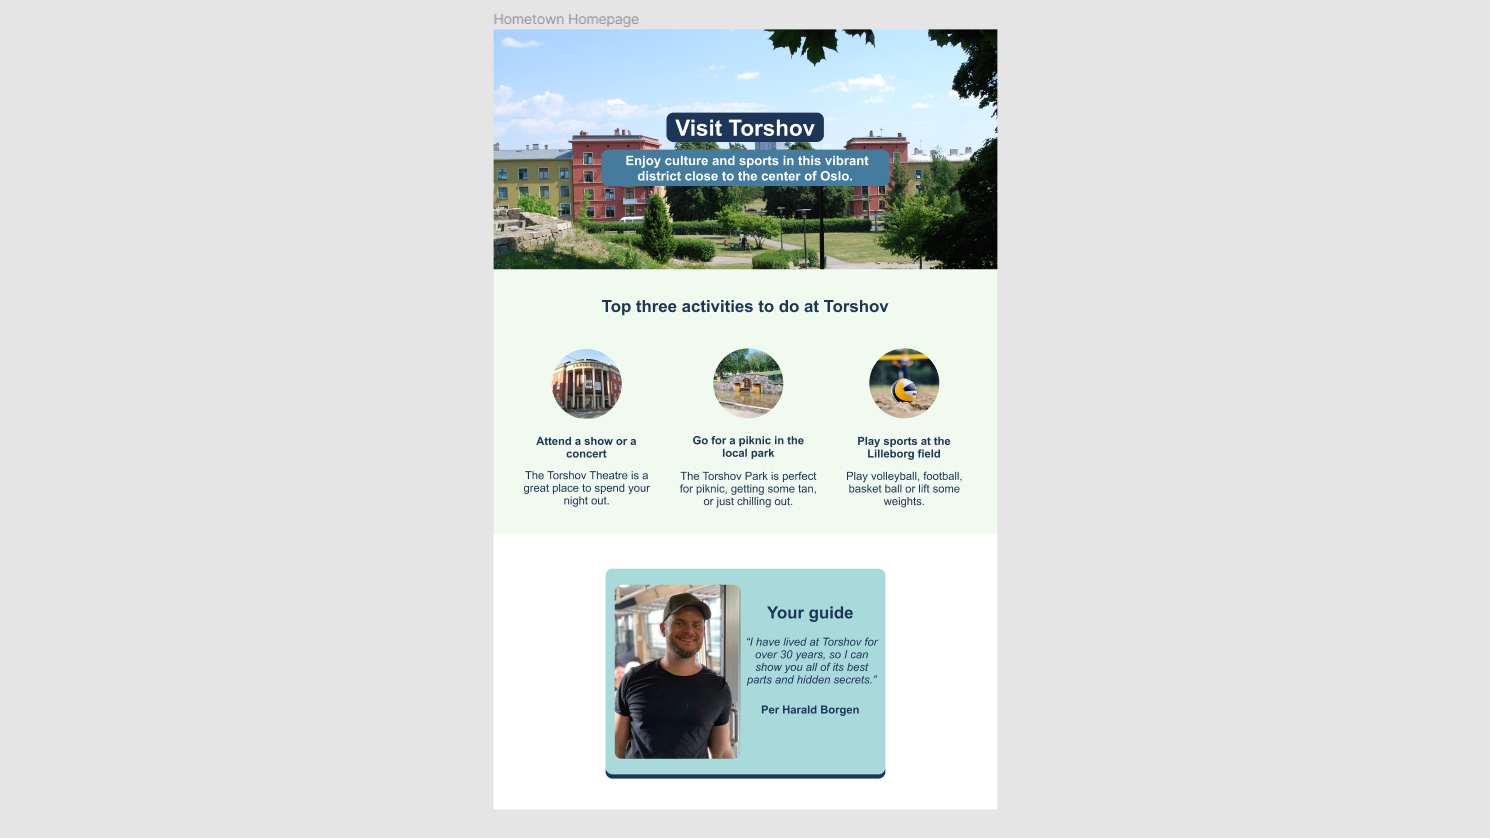 Hometown Homepage
Visit Torshov
Enjoy culture and sports in this vibrant
district close to the center of Oslo.
Top three activities to do at Torshov
Attend a show or a
concert
The Torshov Theatre is a
great place to spend your
night out.
Go for a piknic in the
local park
The Torshov Park is perfect
for piknic, getting some tan,
or just chilling out.
Play sports at the
Lilleborg field
Play volleyball, football,
basket ball or lift some
weights.
Your guide
“I have lived at Torshov for
over 30 years, so I can
show you all of its best
parts and hidden secrets.”
Per Harald Borgen